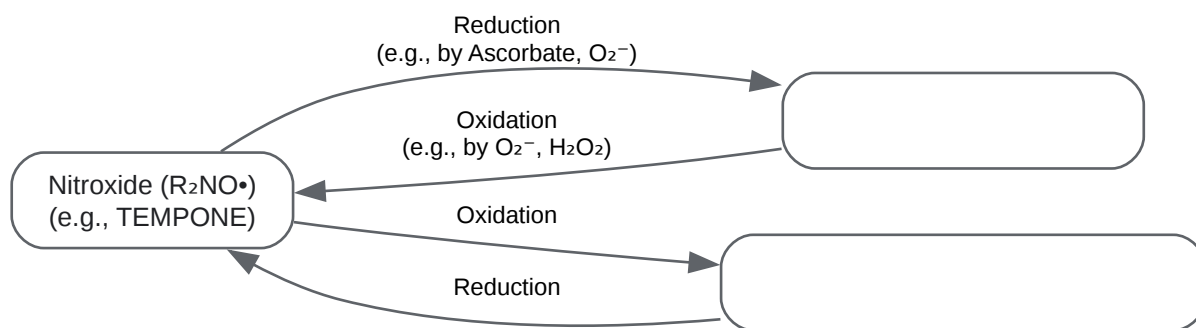 Reduction
(e.g., by Ascorbate, O₂⁻)
Oxidation
(e.g., by O₂⁻, H₂O₂)
Nitroxide (R₂NO•)
(e.g., TEMPONE)
Oxidation
Reduction